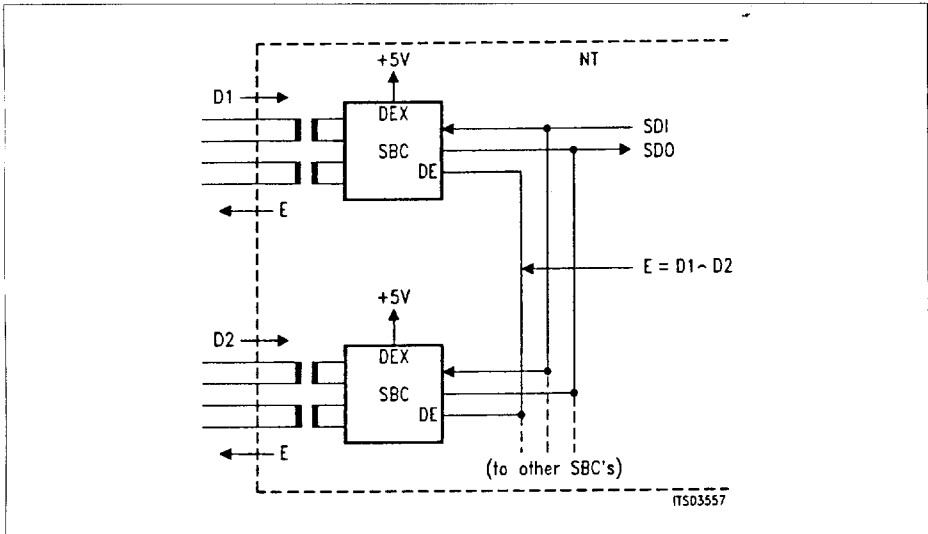 +5V
NT
D1
DEX
SDI
SBC
SDO
DE
E
E = D1 ~ D2
+5V
D2
DEX
SBC
DE
E
(to other SBC's)
ITS03557